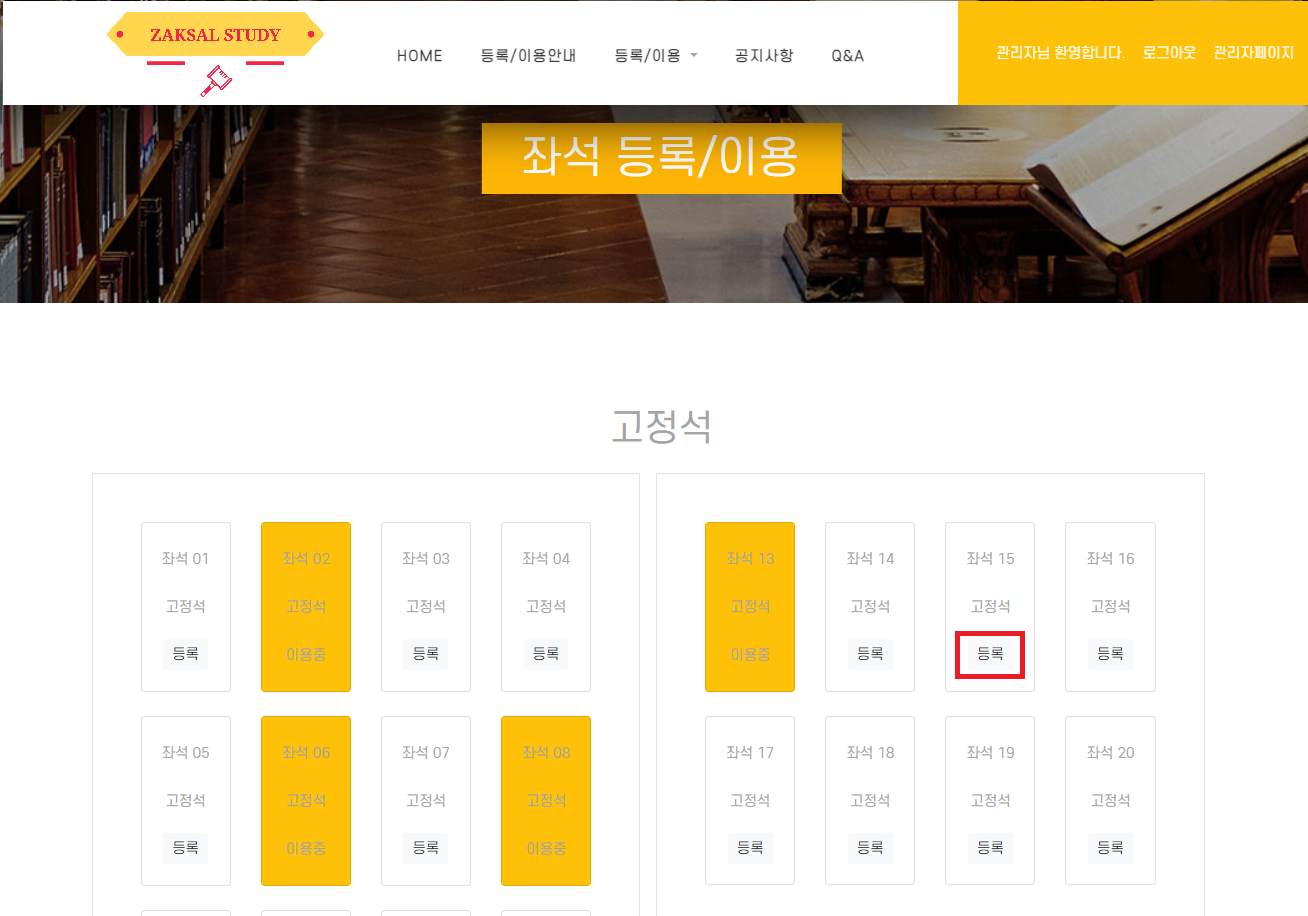 ZAKSAL STUDY
HOME 등록/이용안내 등록/이용 공지사항 Q&A
관리자님 환영합니다. 로그아웃 관리자페이지
좌석 등록/이용
고정석
좌석 01 좌석 02 좌석 03 좌석 04
고정석 고정석 고정석 고정석
등록 이용중 등록 등록
좌석 05 좌석 06 좌석 07 좌석 08
고정석 고정석 고정석 고정석
등록 이용중 등록 이용중
좌석 13 좌석 14 좌석 15 좌석 16
고정석 고정석 고정석 고정석
이용중 등록 등록 등록
좌석 17 좌석 18 좌석 19 좌석 20
고정석 고정석 고정석 고정석
등록 등록 등록 등록